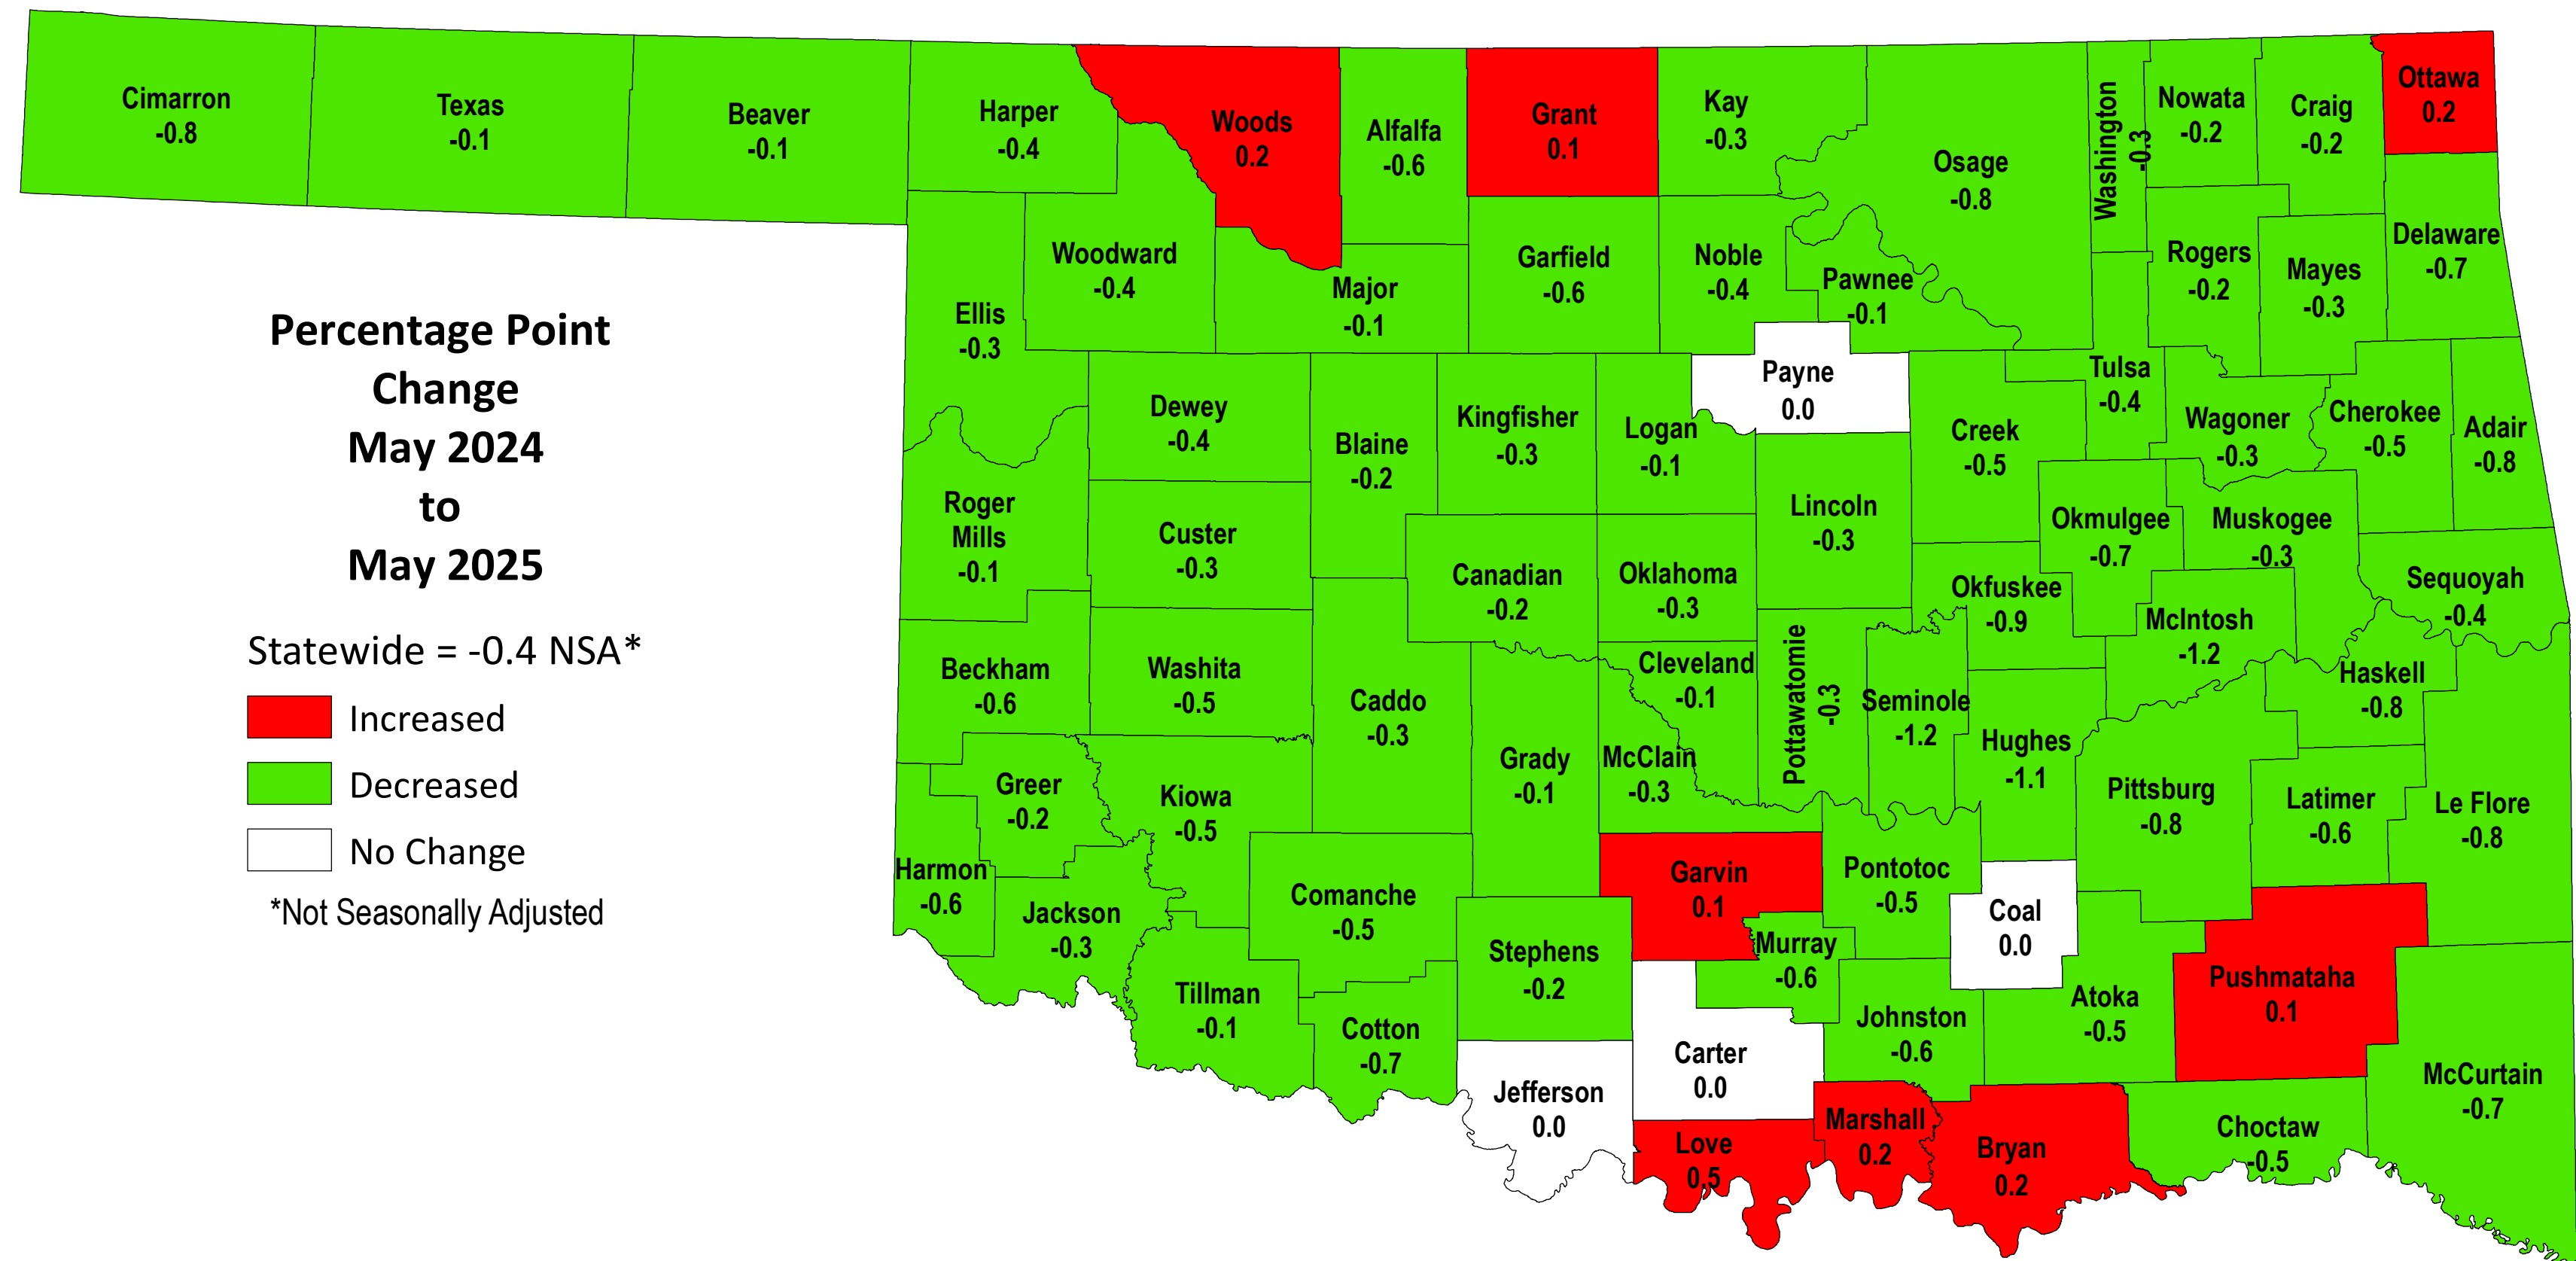 Percentage Point
Change
May 2024
to
May 2025
Statewide = -0.4 NSA*
Increased
Decreased
No Change
*Not Seasonally Adjusted
Cimarron
-0.8
Texas
-0.1
Beaver
-0.1
Harper
-0.4
Woods
0.2
Alfalfa
-0.6
Grant
0.1
Kay
-0.3
Osage
-0.8
Washington
-0.3
Nowata
-0.2
Craig
-0.2
Ottawa
0.2
Ellis
-0.3
Woodward
-0.4
Major
-0.1
Garfield
-0.6
Noble
-0.4
Pawnee
-0.1
Rogers
-0.2
Mayes
-0.3
Delaware
-0.7
Dewey
-0.4
Blaine
-0.2
Kingfisher
-0.3
Logan
-0.1
Payne
0.0
Creek
-0.5
Tulsa
-0.4
Wagoner
-0.3
Cherokee
-0.5
Adair
-0.8
Roger
Mills
-0.1
Custer
-0.3
Canadian
-0.2
Oklahoma
-0.3
Lincoln
-0.3
Okfuskee
-0.9
Okmulgee
-0.7
Muskogee
-0.3
McIntosh
-1.2
Sequoyah
-0.4
Beckham
-0.6
Washita
-0.5
Caddo
-0.3
Grady
-0.1
Cleveland
-0.1
McClain
-0.3
Pottawatomie
-0.3
Seminole
-1.2
Hughes
-1.1
Pittsburg
-0.8
Haskell
-0.8
Latimer
-0.6
Le Flore
-0.8
Greer
-0.2
Kiowa
-0.5
Harmon
-0.6
Jackson
-0.3
Comanche
-0.5
Stephens
-0.2
Garvin
0.1
Murray
-0.6
Pontotoc
-0.5
Coal
0.0
Tillman
-0.1
Cotton
-0.7
Jefferson
0.0
Carter
0.0
Johnston
-0.6
Atoka
-0.5
Pushmataha
0.1
McCurtain
-0.7
Love
0.5
Marshall
0.2
Bryan
0.2
Choctaw
-0.5